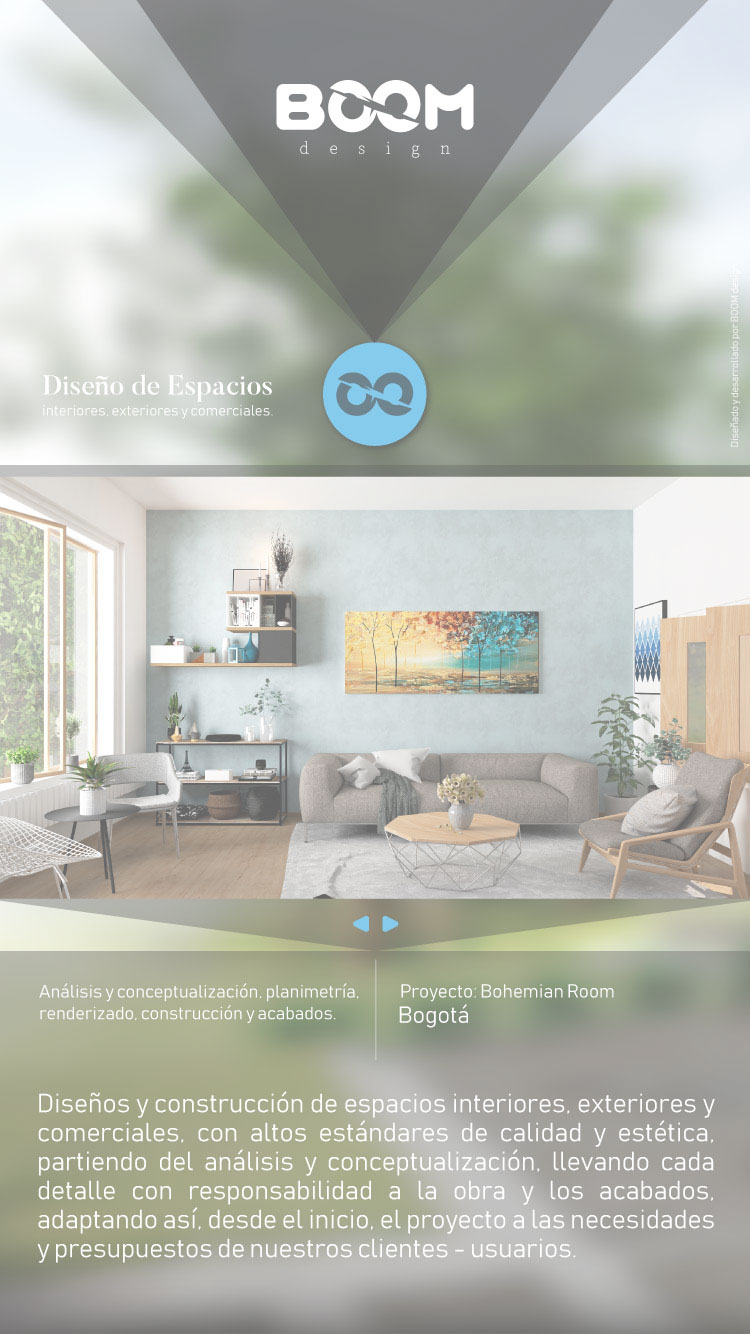 BOOM
design
Diseño de Espacios
interiores, exteriores y comerciales.
Diseñado y desarrollado por BOOM design
Análisis y conceptualización, planimetría,
renderizado, construcción y acabados.
Proyecto: Bohemian Room
Bogotá
Diseños y construcción de espacios interiores, exteriores y
comerciales, con altos estándares de calidad y estética,
partiendo del análisis y conceptualización, llevando cada
detalle con responsabilidad a la obra y los acabados,
adaptando así, desde el inicio, el proyecto a las necesidades
y presupuestos de nuestros clientes - usuarios.